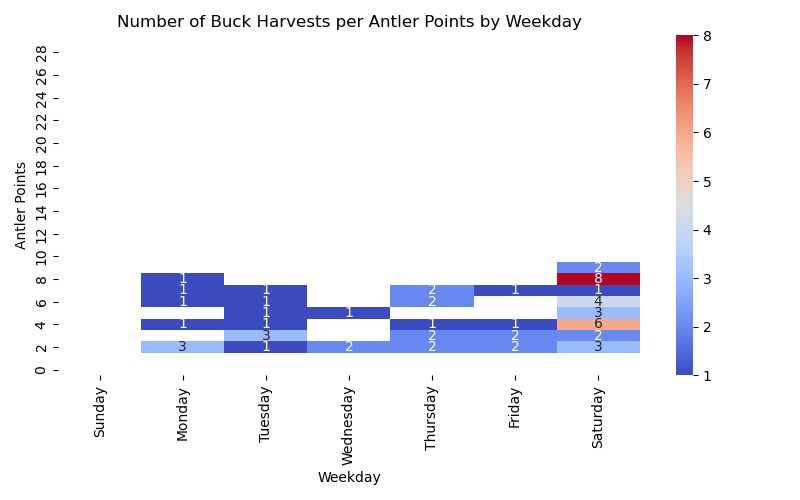 Number of Buck Harvests per Antler Points by Weekday
Antler Points
28
26
24
22
20
18
16
14
12
10
8
6
4
2
0
2
1 8
1 1 2 1 1
1 1 2 4
1 1 3
1 1 1 1 6
3 2 2 2
3 1 2 2 2 3
Sunday
Monday
Tuesday
Wednesday
Thursday
Friday
Saturday
Weekday
8
7
6
5
4
3
2
1